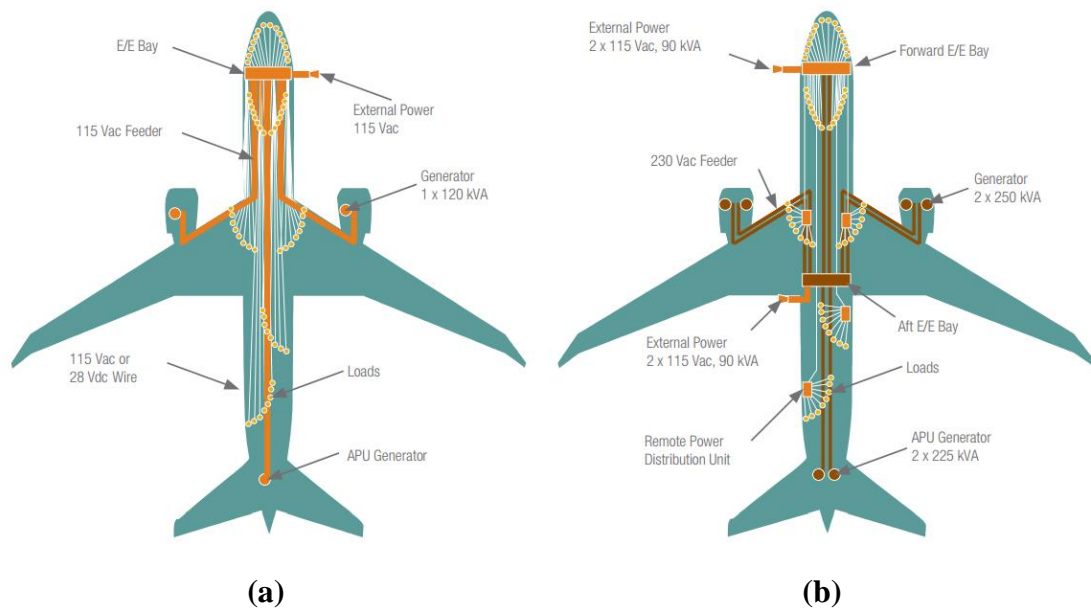 E/E Bay
External Power
115 Vac
115 Vac Feeder
Generator
1 x 120 kVA
115 Vac or
28 Vdc Wire
Loads
APU Generator
(a)
External Power
2 x 115 Vac, 90 kVA
Forward E/E Bay
230 Vac Feeder
Generator
2 x 250 kVA
Aft E/E Bay
External Power
2 x 115 Vac, 90 kVA
Loads
Remote Power
Distribution Unit
APU Generator
2 x 225 kVA
(b)